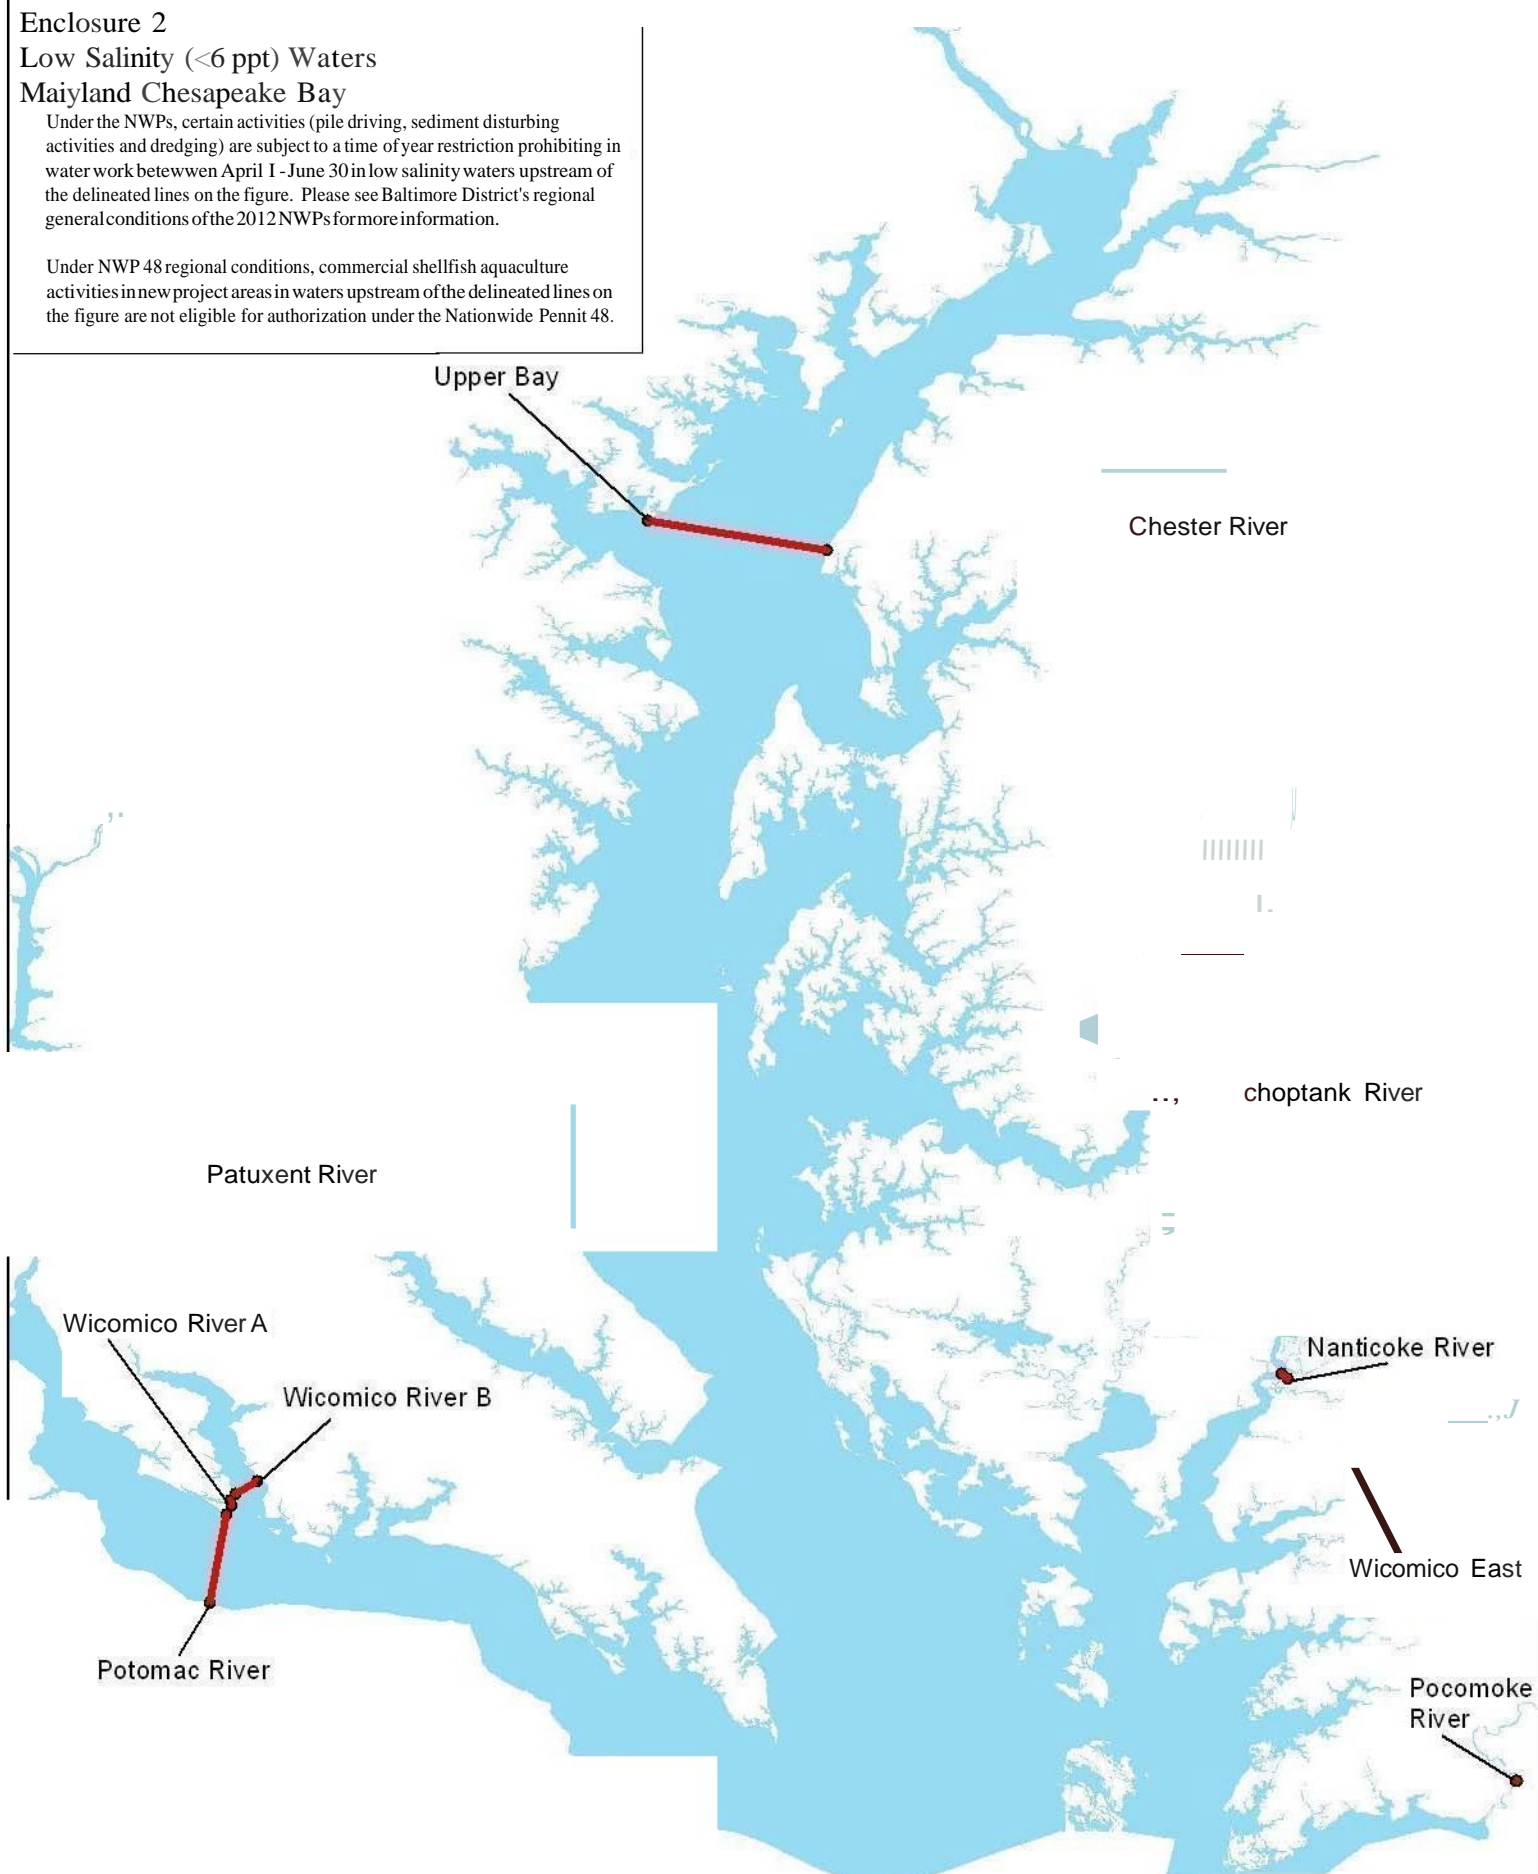 Enclosure 2
Low Salinity (<6 ppt) Waters
Maiyland Chesapeake Bay
Under the NWPs, certain activities (pile driving, sediment disturbing
activities and dredging) are subject to a time of year restriction prohibiting in
water work betewwen April I - June 30 in low salinity waters upstream of
the delineated lines on the figure. Please see Baltimore District's regional
general conditions of the 2012 NWPs for more information.
Under NWP 48 regional conditions, commercial shellfish aquaculture
activities in new project areas in waters upstream of the delineated lines on
the figure are not eligible for authorization under the Nationwide Pennit 48.
Upper Bay
Chester River
choptank River
Patuxent River
Wicomico River A
Nanticoke River
Wicomico River B
Wicomico East
Potomac River
Pocomoke
River